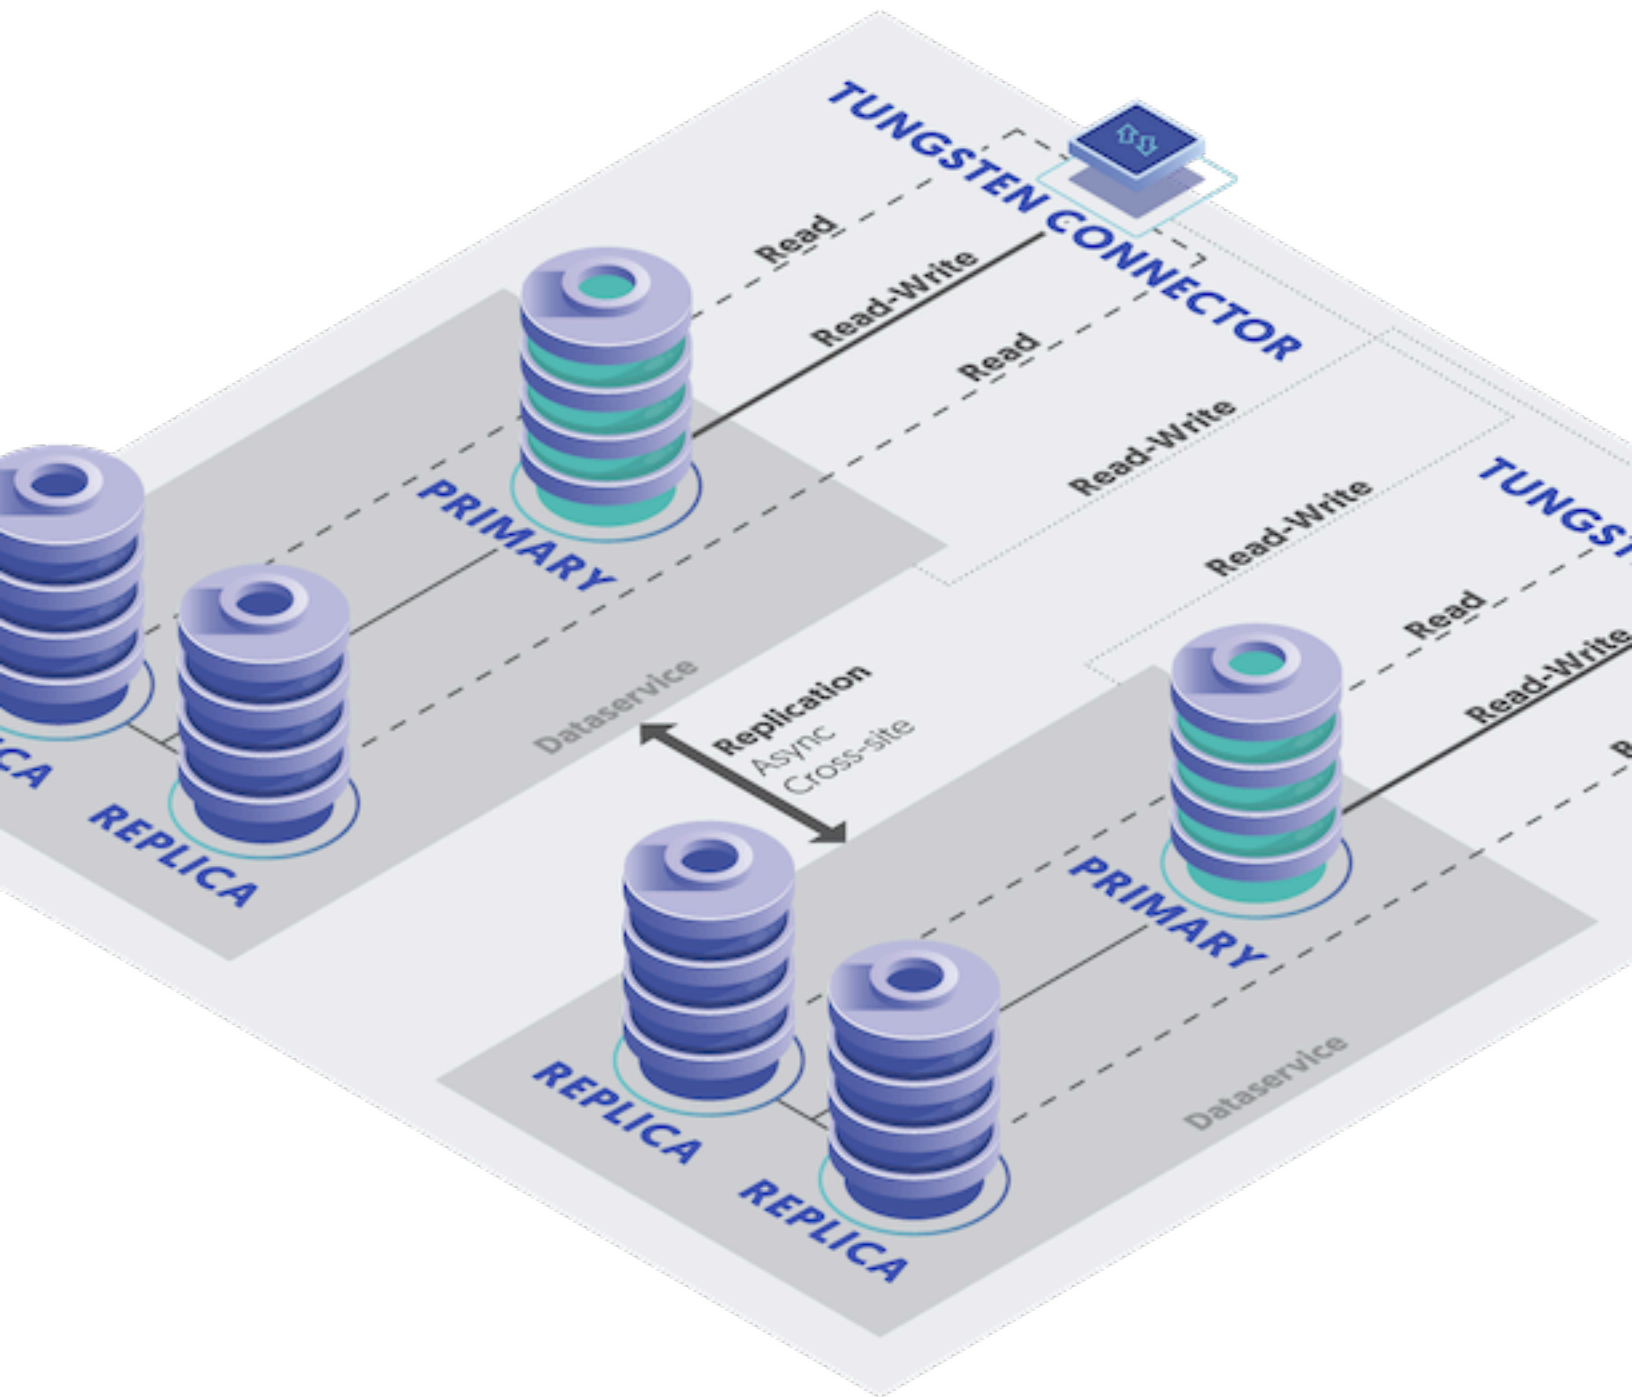 TUNGSTEN CONNECTOR
Read
Read-Write
Read
Read-Write
Read-Write
TUNGST
Read
Read-Write
PRIMARY
Dataservice
Replication
Async
Cross-site
ICA
REPLICA
PRIMARY
Dataservice
REPLICA
REPLICA